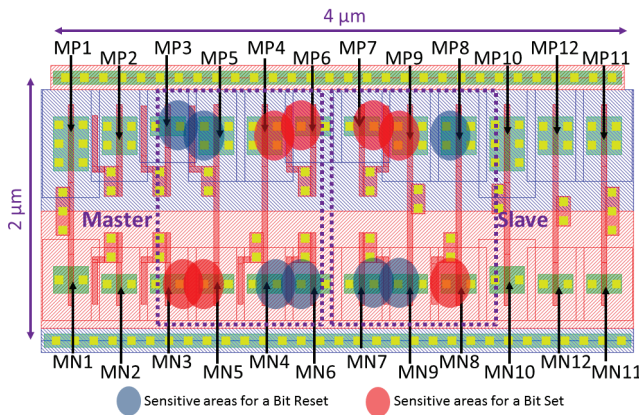 4 μm
MP1 MP2 MP3 MP5 MP4 MP6 MP7 MP9 MP8 MP10 MP12 MP11
2 μm
Master Slave
MN1 MN2 MN3 MN5 MN4 MN6 MN7 MN9 MN8 MN10 MN12 MN11
Sensitive areas for a Bit Reset Sensitive areas for a Bit Set